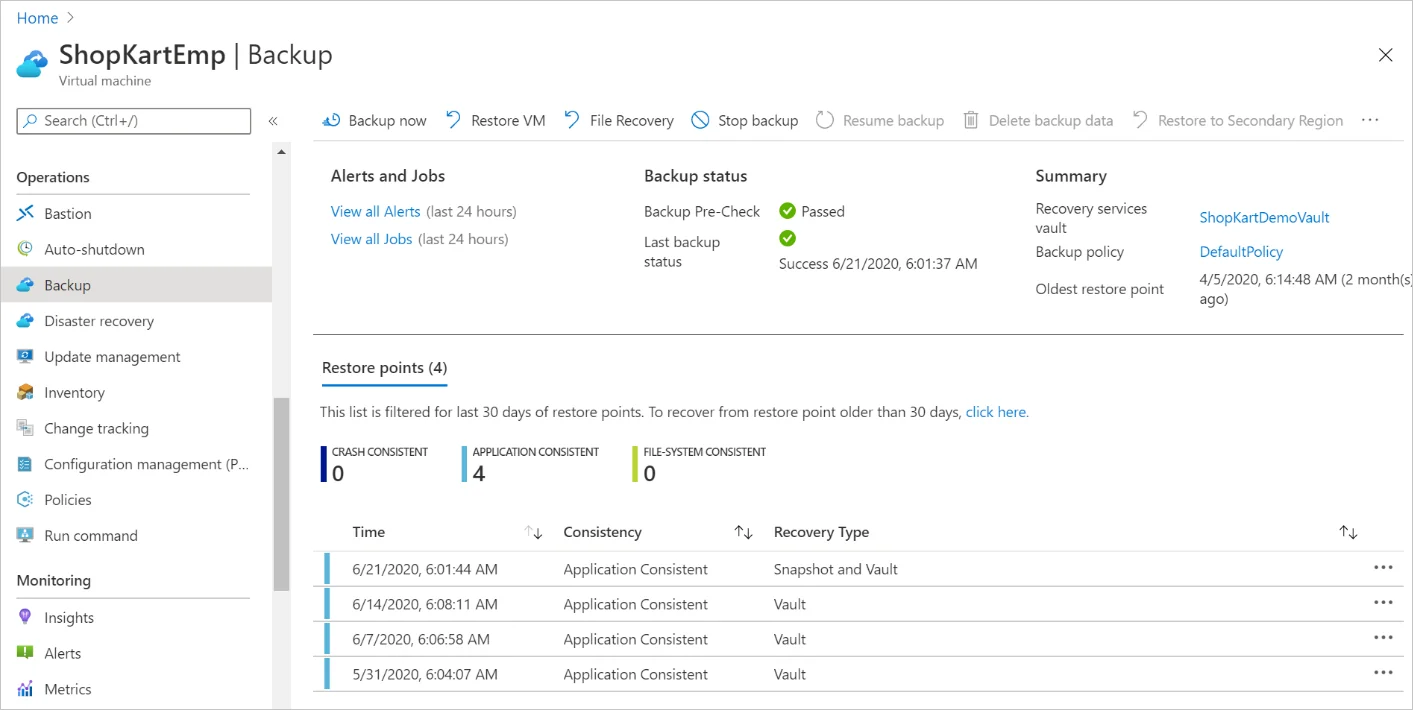 Home
ShopKartEmp | Backup
Virtual machine
Search (Ctrl+/)
Operations
Bastion
Auto-shutdown
Backup
Disaster recovery
Update management
Inventory
Change tracking
Configuration management (P...
Policies
Run command
Monitoring
Insights
Alerts
Metrics
Backup now
Restore VM
File Recovery
Stop backup
Resume backup
Delete backup data
Restore to Secondary Region
Alerts and Jobs
View all Alerts (last 24 hours)
View all Jobs (last 24 hours)
Backup status
Backup Pre-Check Passed
Last backup
status
Success 6/21/2020, 6:01:37 AM
Summary
Recovery services
vault
ShopKartDemoVault
Backup policy DefaultPolicy
Oldest restore point
4/5/2020, 6:14:48 AM (2 month(s)
ago)
Restore points (4)
This list is filtered for last 30 days of restore points. To recover from restore point older than 30 days, click here.
CRASH CONSISTENT
0
APPLICATION CONSISTENT
4
FILE-SYSTEM CONSISTENT
0
Time Consistency Recovery Type
6/21/2020, 6:01:44 AM Application Consistent Snapshot and Vault
6/14/2020, 6:08:11 AM Application Consistent Vault
6/7/2020, 6:06:58 AM Application Consistent Vault
5/31/2020, 6:04:07 AM Application Consistent Vault